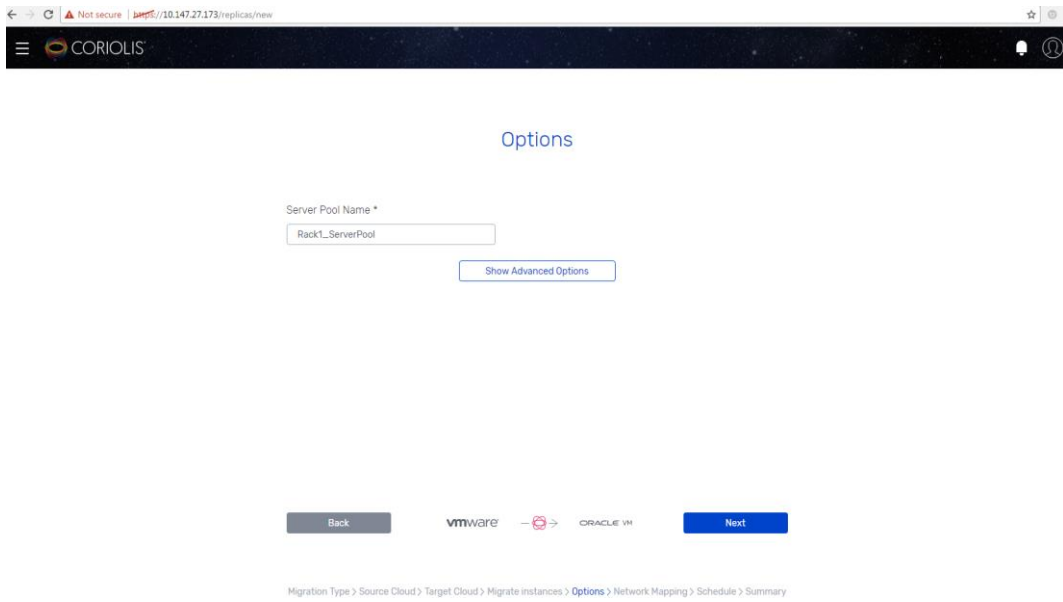 Not secure | https://10.147.27.173/replicas/new
CORIOLIS
Options
Server Pool Name *
Rack1_ServerPool
Show Advanced Options
Back
vmware
ORACLE VM
Next
Migration Type > Source Cloud > Target Cloud > Migrate instances > Options > Network Mapping > Schedule > Summary